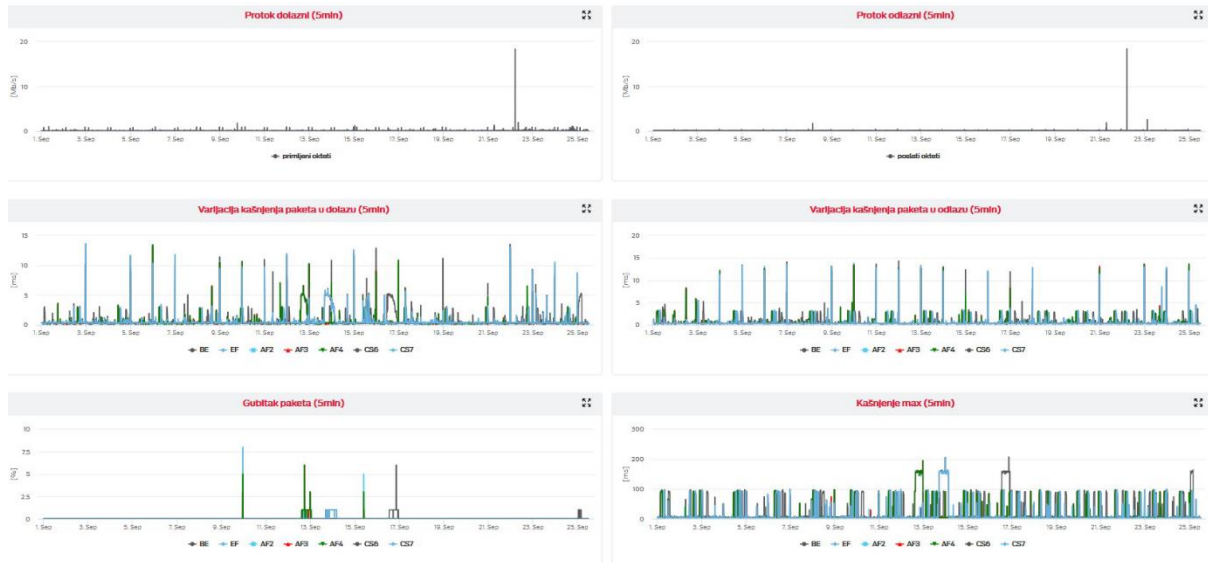 Protok dolazni (5min)
20
10
0
[Mb/s]
1. Sep 3. Sep 5. Sep 7. Sep 9. Sep 11. Sep 13. Sep 15. Sep 17. Sep 19. Sep 21. Sep 23. Sep 25. Sep
primljeni okteti
Protok odlazni (5min)
20
10
0
[Mb/s]
1. Sep 3. Sep 5. Sep 7. Sep 9. Sep 11. Sep 13. Sep 15. Sep 17. Sep 19. Sep 21. Sep 23. Sep 25. Sep
poslati okteti
Varijacija kašnjenja paketa u dolazu (5min)
15
10
5
0
[ms]
1. Sep 3. Sep 5. Sep 7. Sep 9. Sep 11. Sep 13. Sep 15. Sep 17. Sep 19. Sep 21. Sep 23. Sep 25. Sep
BE EF AF2 AF3 AF4 CS6 CS7
Varijacija kašnjenja paketa u odlazu (5min)
20
15
10
5
0
[ms]
1. Sep 3. Sep 5. Sep 7. Sep 9. Sep 11. Sep 13. Sep 15. Sep 17. Sep 19. Sep 21. Sep 23. Sep 25. Sep
BE EF AF2 AF3 AF4 CS6 CS7
Gubitak paketa (5min)
10
7.5
5
2.5
0
[%]
1. Sep 3. Sep 5. Sep 7. Sep 9. Sep 11. Sep 13. Sep 15. Sep 17. Sep 19. Sep 21. Sep 23. Sep 25. Sep
BE EF AF2 AF3 AF4 CS6 CS7
Kašnjenje max (5min)
300
200
100
0
[ms]
1. Sep 3. Sep 5. Sep 7. Sep 9. Sep 11. Sep 13. Sep 15. Sep 17. Sep 19. Sep 21. Sep 23. Sep 25. Sep
BE EF AF2 AF3 AF4 CS6 CS7